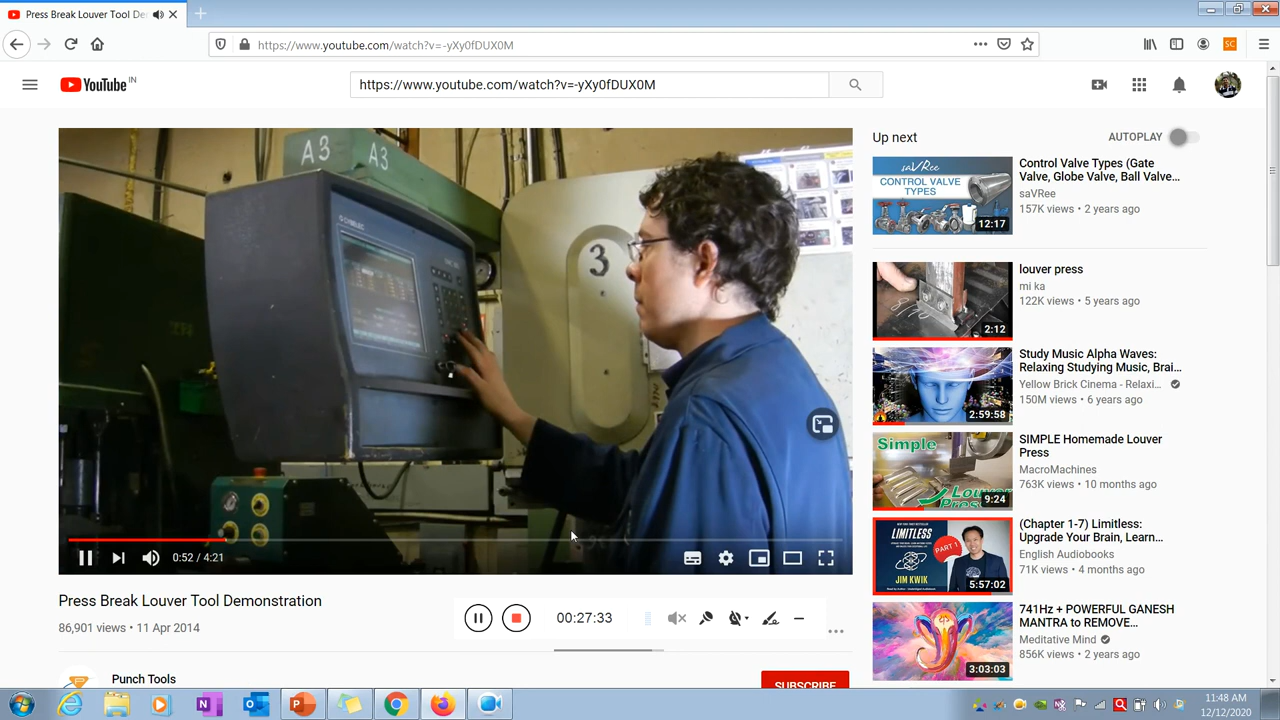 Press Break Louver Tool De
https://www.youtube.com/watch?v=-yXy0fDUX0M
SC
YouTube IN
https://www.youtube.com/watch?v=-yXy0fDUX0M
A3
A3
3
0:52 / 4:21
Press Break Louver Tool Demonstration
86,901 views • 11 Apr 2014
00:27:33
Punch Tools
SUBSCRIBE
Up next
AUTOPLAY
saVRee
CONTROL VALVE
TYPES
12:17
Control Valve Types (Gate
Valve, Globe Valve, Ball Valve...
saVRee
157K views • 2 years ago
2:12
louver press
mi ka
122K views • 5 years ago
2:59:58
Study Music Alpha Waves:
Relaxing Studying Music, Brai...
Yellow Brick Cinema - Relaxi...
150M views • 6 years ago
Simple
Louver
Press
9:24
SIMPLE Homemade Louver
Press
MacroMachines
763K views • 10 months ago
LIMITLESS
PART 1
JIM KWIK
5:57:02
(Chapter 1-7) Limitless:
Upgrade Your Brain, Learn...
English Audiobooks
71K views • 4 months ago
3:03:03
741Hz + POWERFUL GANESH
MANTRA to REMOVE...
Meditative Mind
856K views • 2 years ago
11:48 AM
12/12/2020